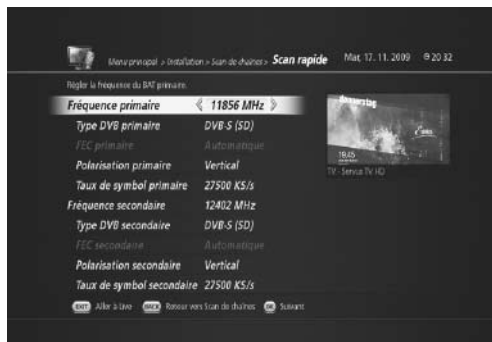 Menu principal > Installation > Scan de chaînes > Scan rapide Mar, 17. 11. 2009 20 32
Régler la fréquence du BAT primaire.
Fréquence primaire 11856 MHz
Type DVB primaire DVB-S (SD)
FEC primaire Automatique
Polarisation primaire Vertical
Taux de symbol primaire 27500 KS/s
Fréquence secondaire 12402 MHz
Type DVB secondaire DVB-S (SD)
FEC secondaire Automatique
Polarisation secondaire Vertical
Taux de symbol secondaire 27500 KS/s
donnerstag
18.45
TV - Servus TV HD
EXIT Aller à Live BACK Retour vers Scan de chaînes OK Suivant